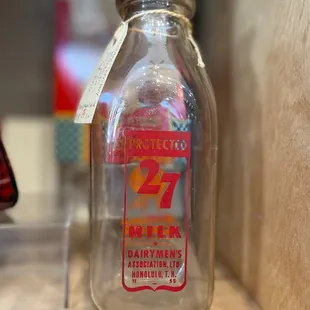 PROTECTED
27
MILK
DAIRYMEN'S
ASSOCIATION, LTD.
HONOLULU, T.H.